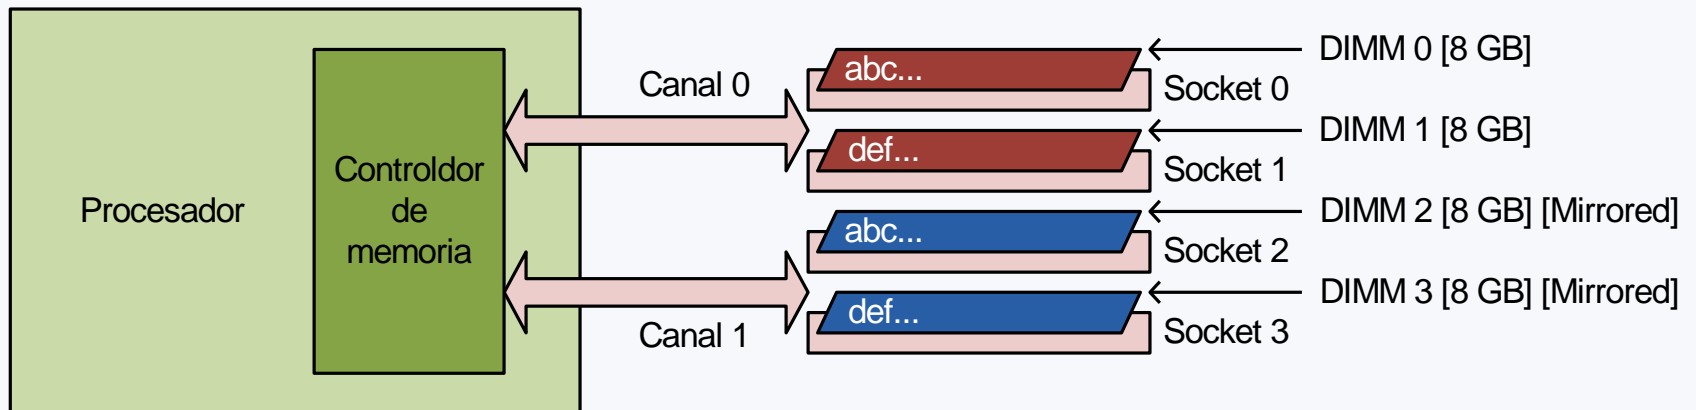 Procesador
Controldor
de
memoria
Canal 0
Canal 1
abc...
DIMM 0 [8 GB]
Socket 0
def...
DIMM 1 [8 GB]
Socket 1
abc...
DIMM 2 [8 GB] [Mirrored]
Socket 2
def...
DIMM 3 [8 GB] [Mirrored]
Socket 3